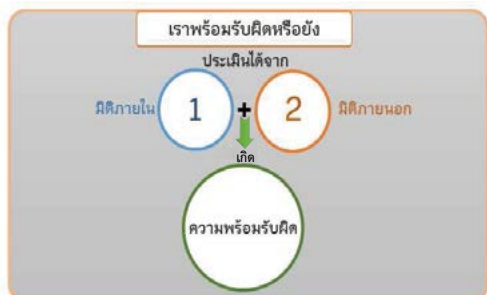 เราพร้อมรับผิดหรือยัง
ประเมินได้จาก
มิติภายใน 1 + 2 มิติภายนอก
เกิด
ความพร้อมรับผิด